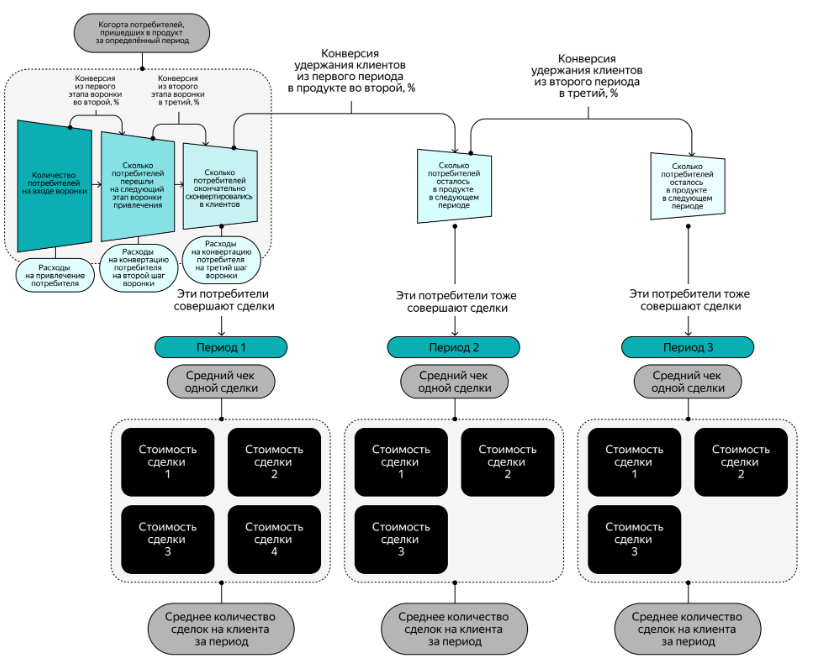 Когорта потребителей,
пришедших в продукт
за определённый период
Конверсия
из первого
этапа воронки
во второй, %
Конверсия
из второго
этапа воронки
в третий, %
Конверсия
удержания клиентов
из первого периода
в продукте во второй, %
Конверсия
удержания клиентов
из второго периода
в третий, %
Количество
потребителей
на входе воронки
Сколько
потребителей
перешли
на следующий
этап воронки
привлечения
Сколько
потребителей
окончательно
сконвертировались
в клиентов
Сколько
потребителей
осталось
в продукте
в следующем
периоде
Сколько
потребителей
осталось
в продукте
в следующем
периоде
Расходы
на привлечение
потребителя
Расходы
на конвертацию
потребителя
на второй шаг
воронки
Расходы
на конвертацию
потребителя
на третий шаг
воронки
Эти потребители
совершают сделки
Эти потребители тоже
совершают сделки
Эти потребители тоже
совершают сделки
Период 1
Период 2
Период 3
Средний чек
одной сделки
Средний чек
одной сделки
Средний чек
одной сделки
Стоимость
сделки
1
Стоимость
сделки
2
Стоимость
сделки
3
Стоимость
сделки
4
Стоимость
сделки
1
Стоимость
сделки
2
Стоимость
сделки
3
Стоимость
сделки
1
Стоимость
сделки
2
Стоимость
сделки
3
Среднее количество
сделок на клиента
за период
Среднее количество
сделок на клиента
за период
Среднее количество
сделок на клиента
за период